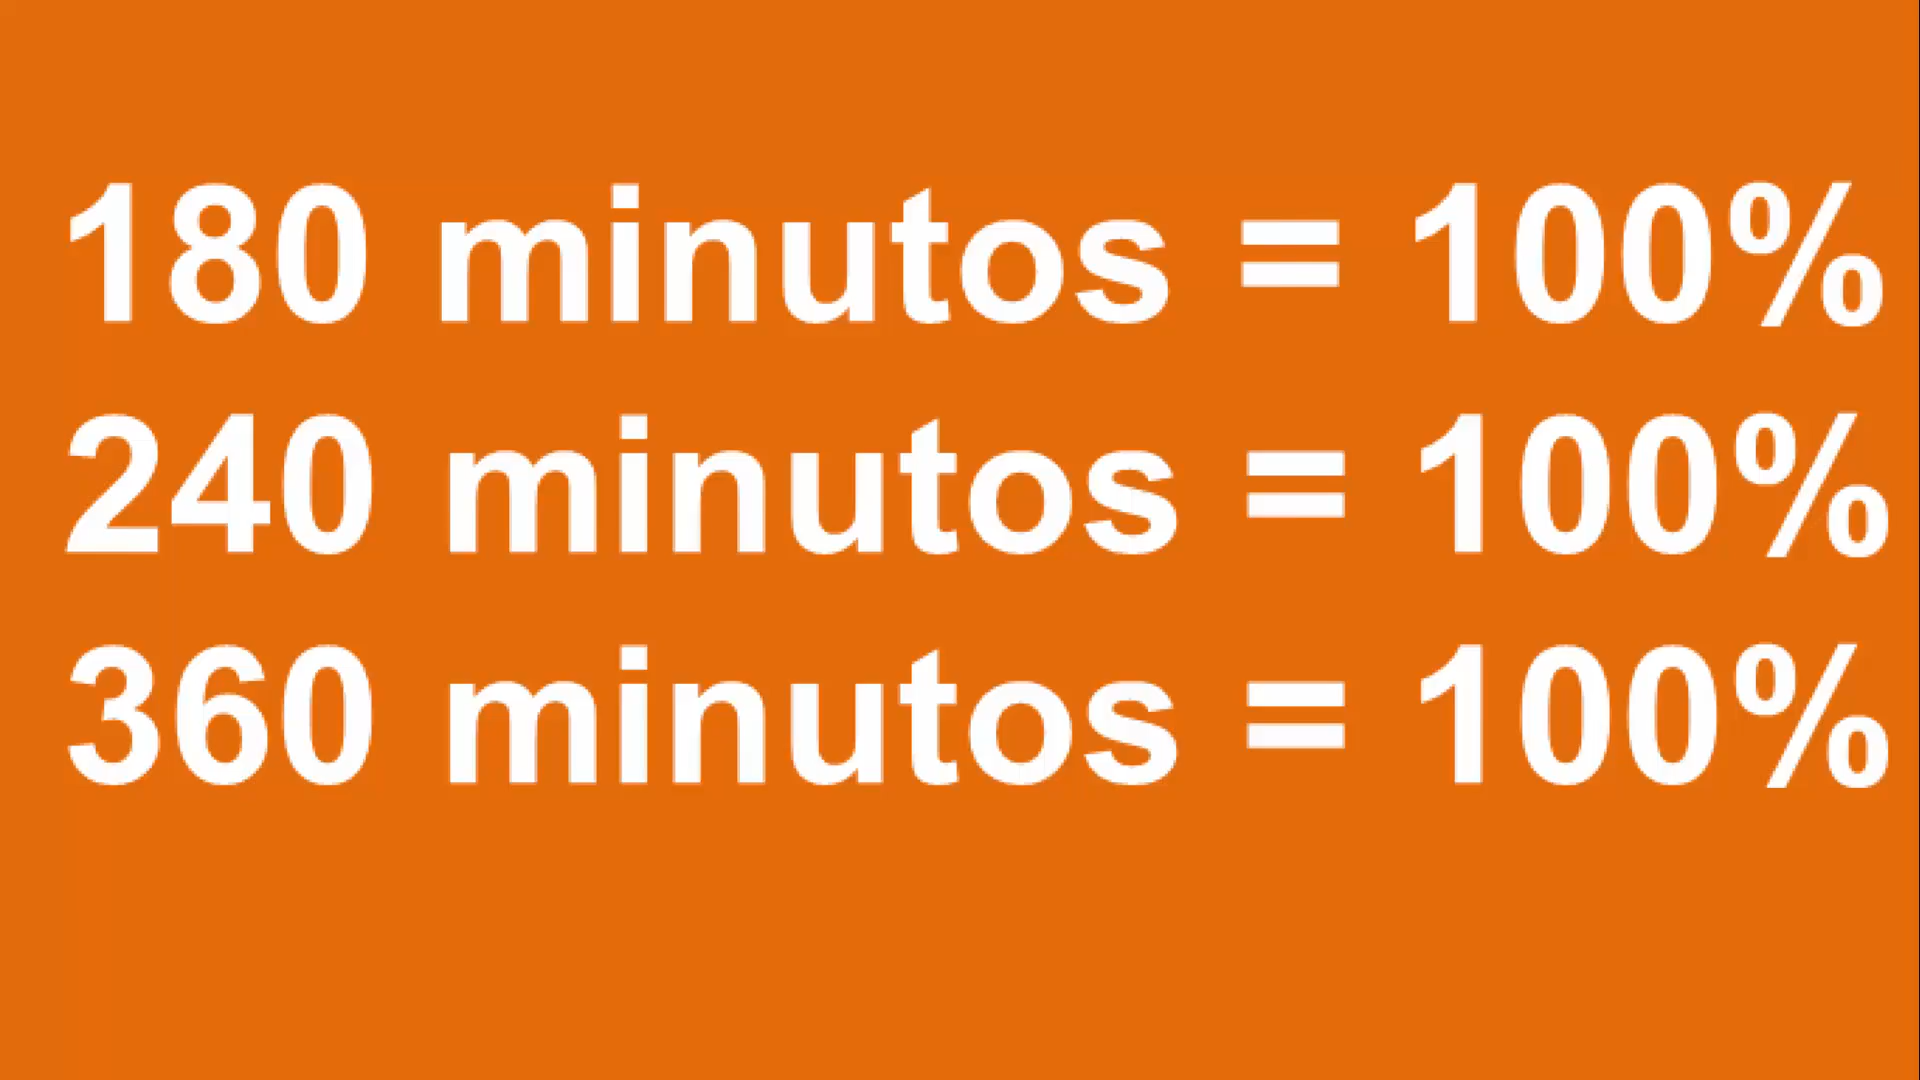 180 minutos = 100%
240 minutos = 100%
360 minutos = 100%